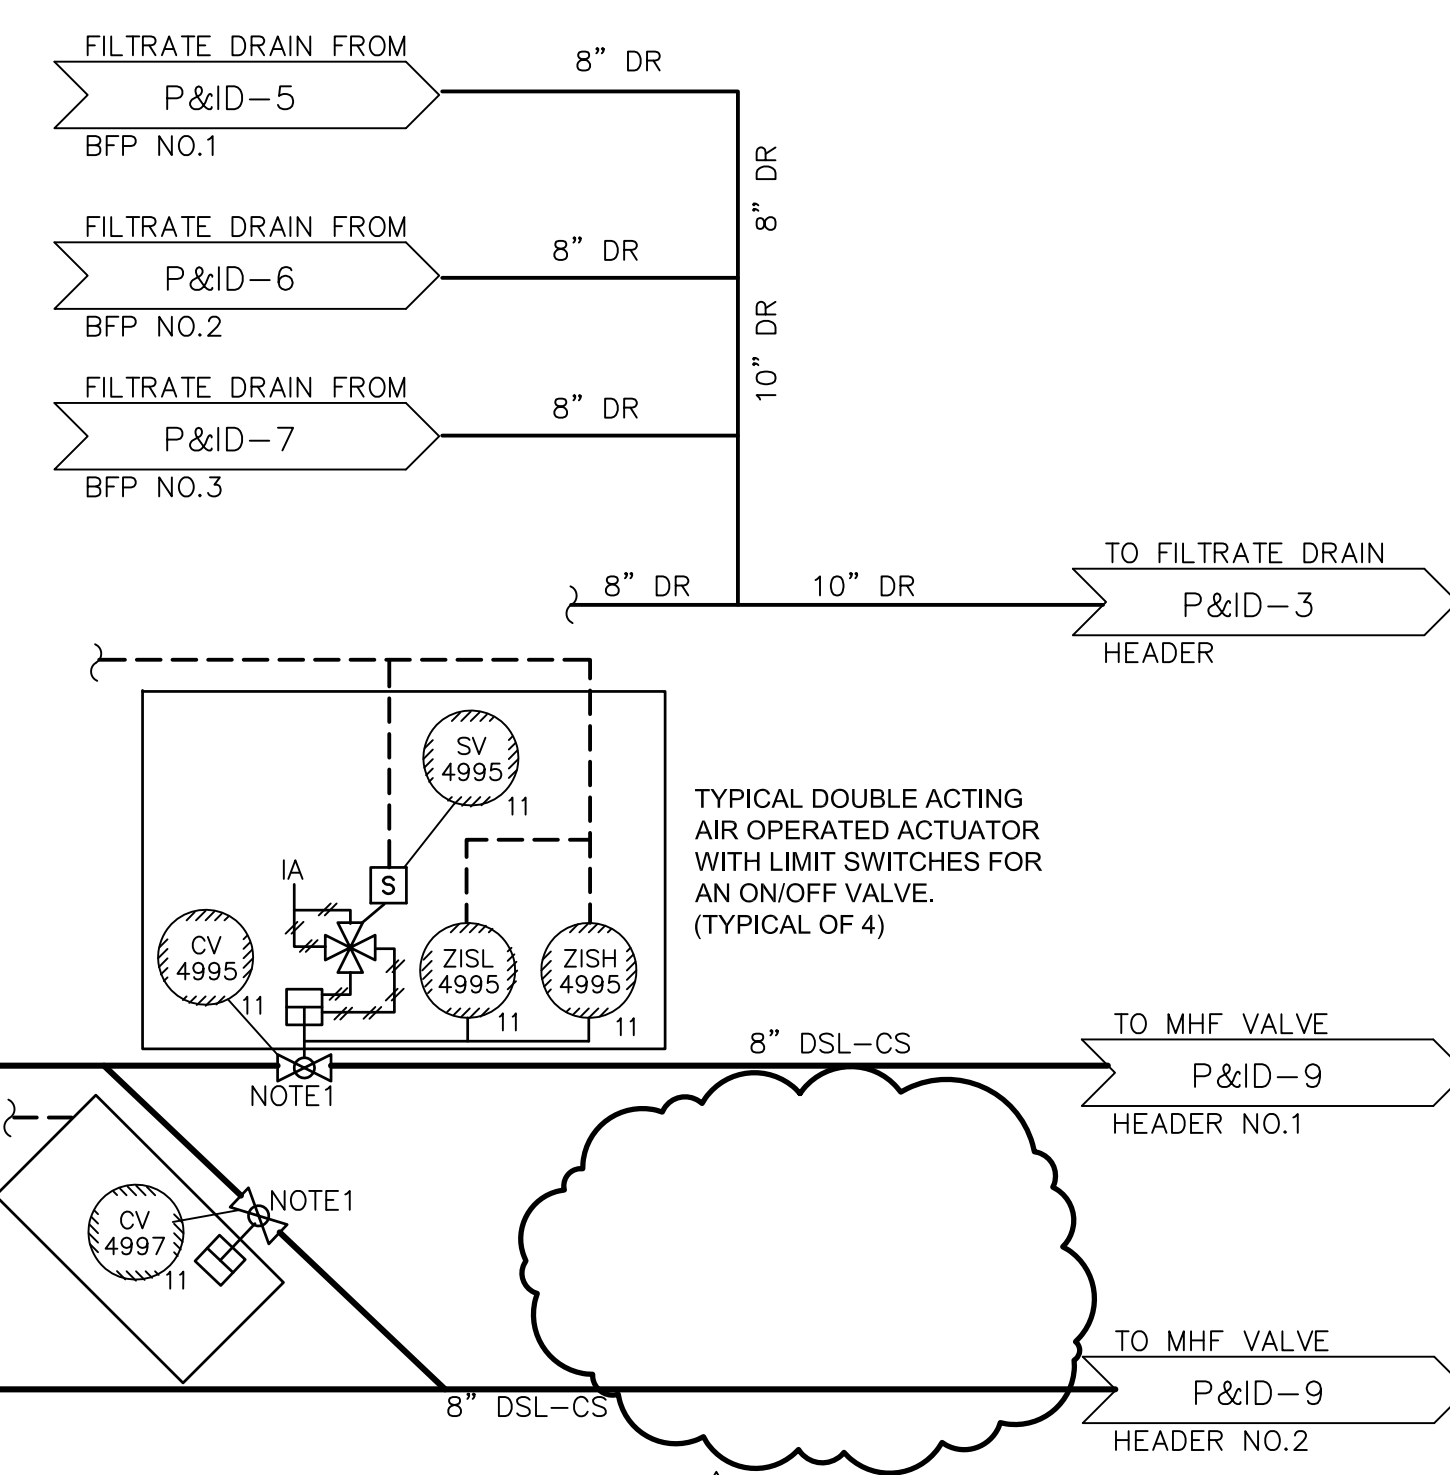 FILTRATE DRAIN FROM
P&ID-5
BFP NO.1
8" DR
8" DR
FILTRATE DRAIN FROM
P&ID-6
BFP NO.2
8" DR
10" DR
FILTRATE DRAIN FROM
P&ID-7
BFP NO.3
8" DR
8" DR
10" DR
TO FILTRATE DRAIN
P&ID-3
HEADER
SV
4995
11
S
IA
CV
4995
11
ZISL
4995
11
ZISH
4995
11
TYPICAL DOUBLE ACTING
AIR OPERATED ACTUATOR
WITH LIMIT SWITCHES FOR
AN ON/OFF VALVE.
(TYPICAL OF 4)
NOTE1
8" DSL-CS
TO MHF VALVE
P&ID-9
HEADER NO.1
CV
4997
11
NOTE1
8" DSL-CS
TO MHF VALVE
P&ID-9
HEADER NO.2